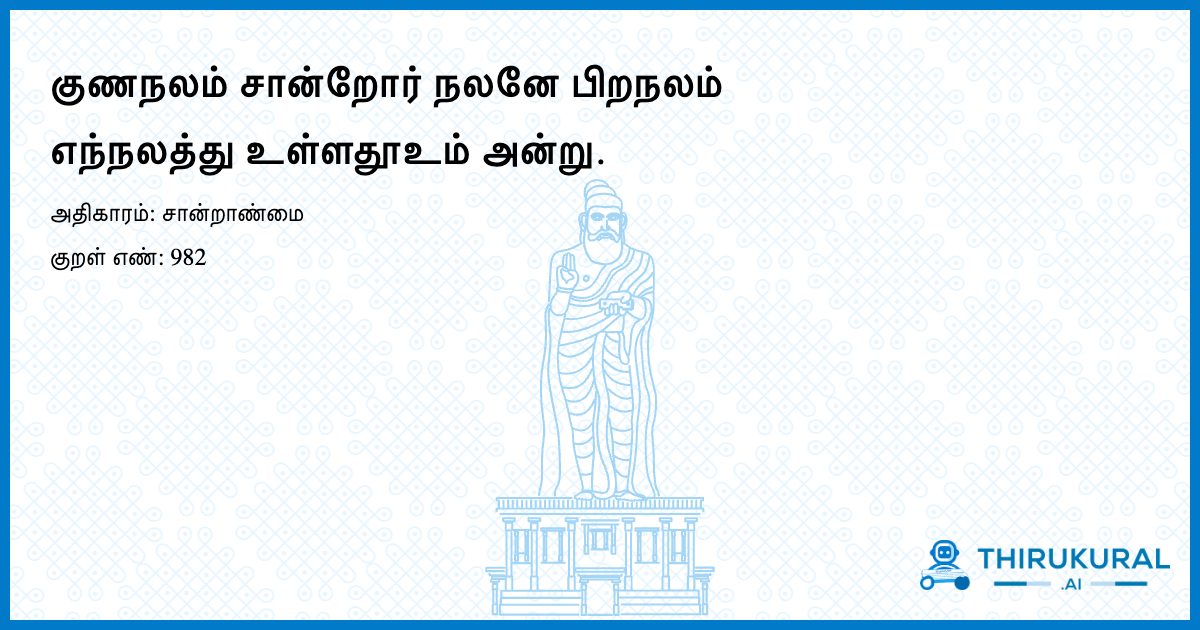 குணநலம் சான்றோர் நலனே பிறநலம்
எந்நலத்து உள்ளதூஉம் அன்று.
அதிகாரம்: சான்றாண்மை
குறள் எண்: 982
THIRUKURAL
.AI